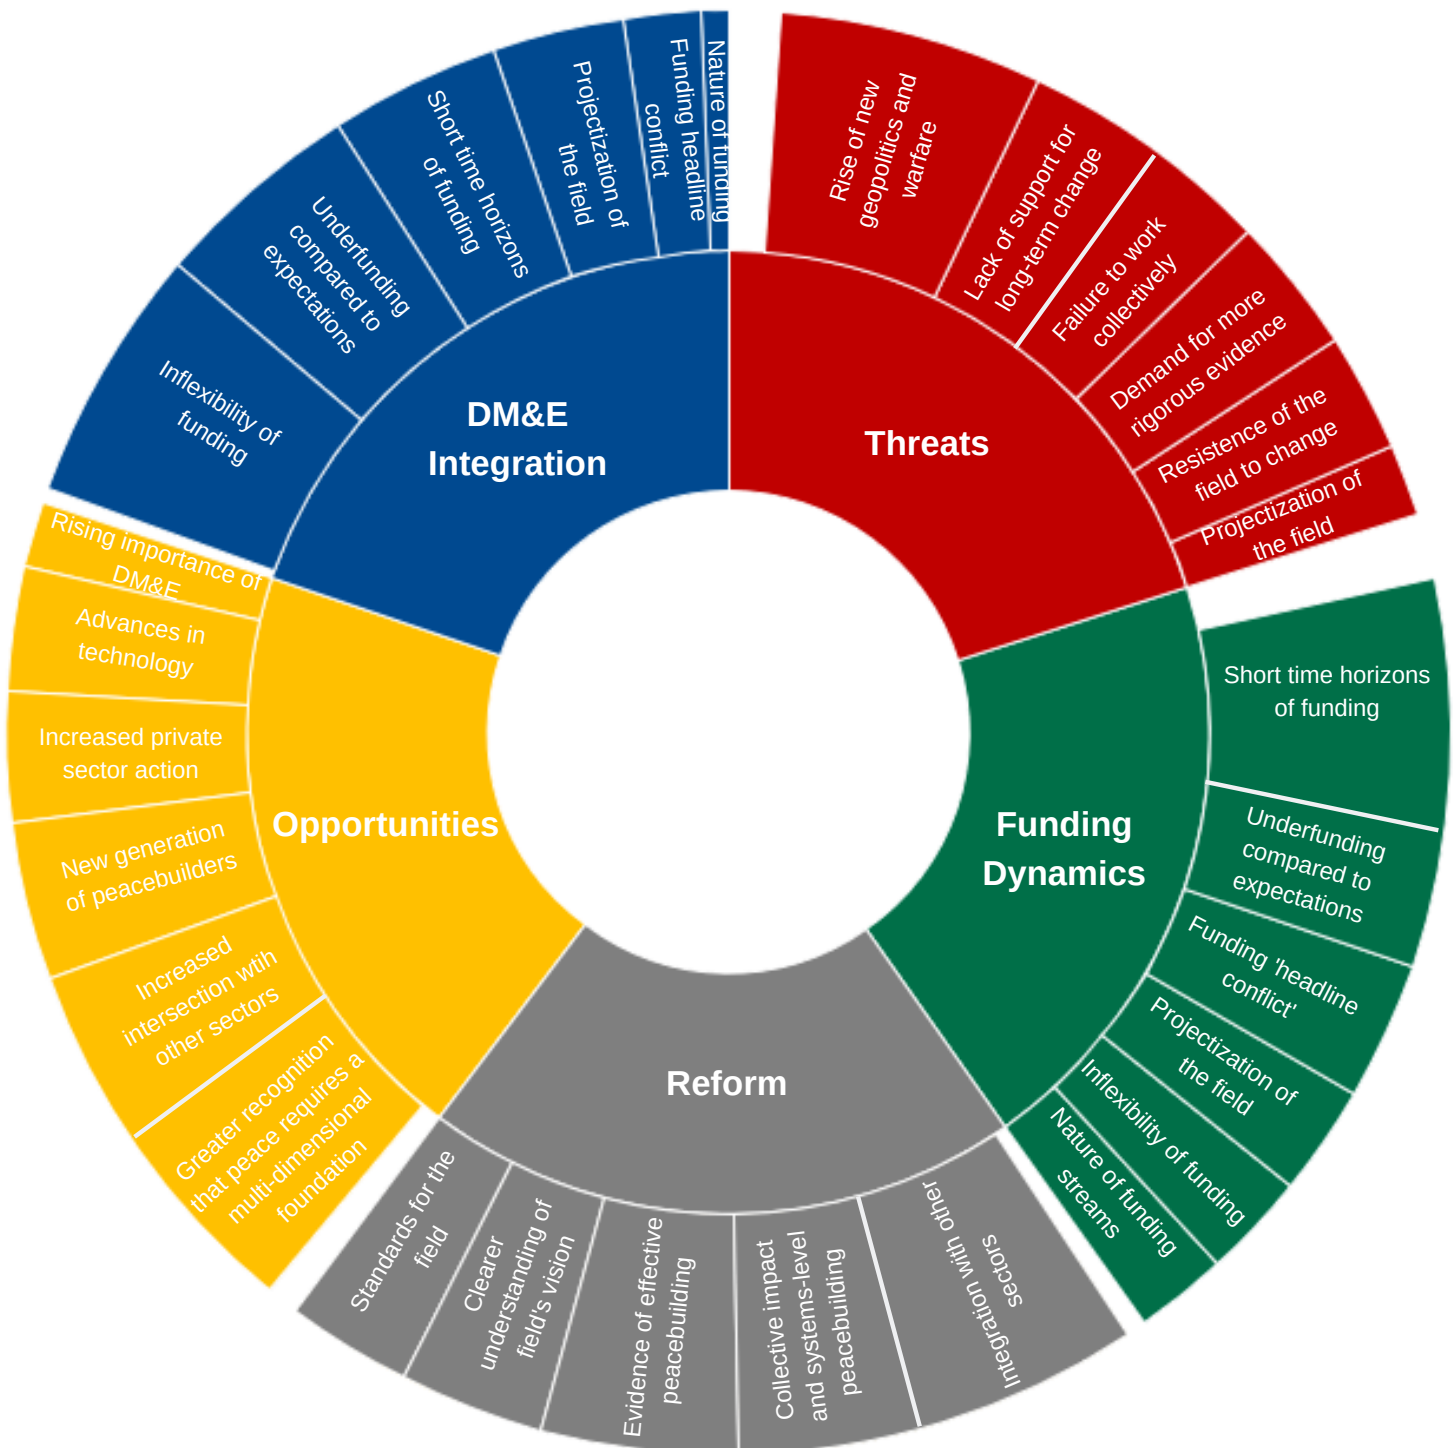 DM&E
Integration
Nature of funding
Funding headline
conflict
Projectization of
the field
Short time horizons
of funding
Underfunding
compared to
expectations
Inflexibility of
funding
Threats
Rise of new
geopolitics and
warfare
Lack of support for
long-term change
Failure to work
collectively
Demand for more
rigorous evidence
Resistence of the
field to change
Projectization of
the field
Funding
Dynamics
Short time horizons
of funding
Underfunding
compared to
expectations
Funding 'headline
conflict'
Projectization of
the field
Inflexibility of funding
Nature of funding
streams
Reform
Integration with other
sectors
Collective impact
and systems-level
peacebuilding
Evidence of effective
peacebuilding
Clearer
understanding of
field's vision
Standards for the
field
Opportunities
Greater recognition
that peace requires a
multi-dimensional
foundation
Increased
intersection wtih
other sectors
New generation
of peacebuilders
Increased private
sector action
Advances in
technology
Rising importance of
DM&E